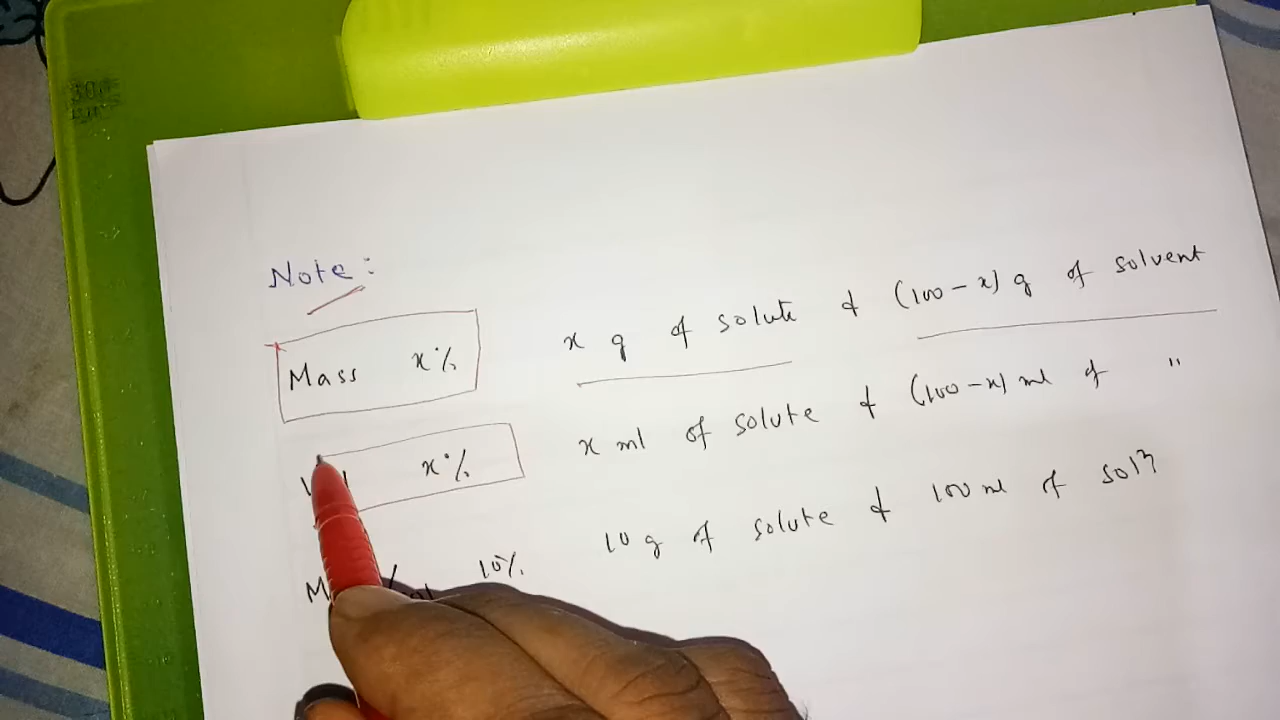 Note:
Mass x% x g of solute & (100-x) g of solvent
x% x ml of solute & (100-x) ml of "
10% 10 g of solute & 100 ml of solⁿ